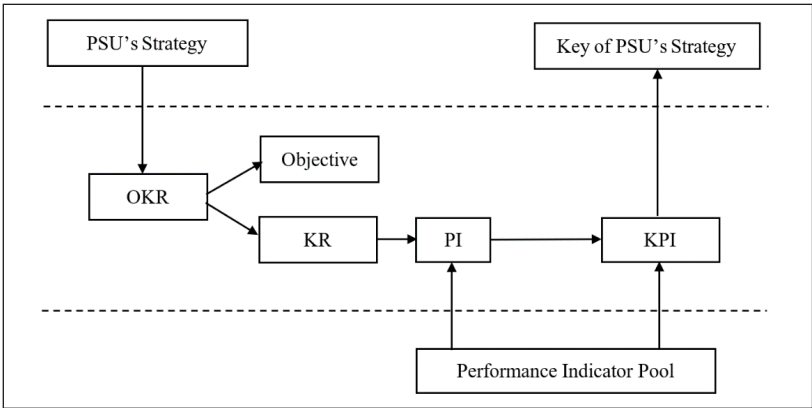 PSU's Strategy
Key of PSU's Strategy
Objective
OKR
KR
PI
KPI
Performance Indicator Pool